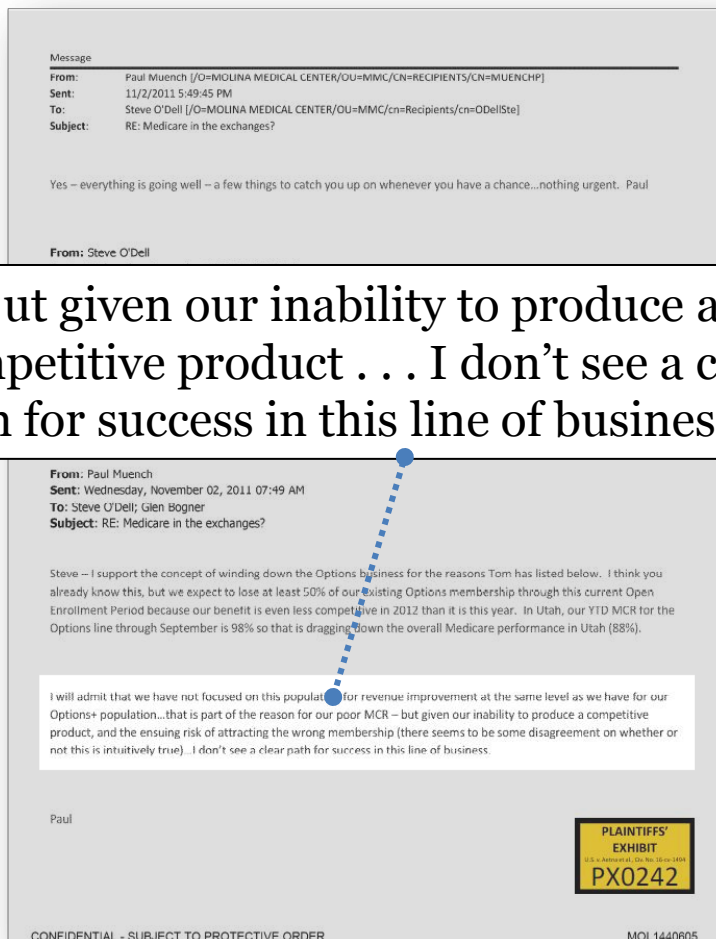 Message
From: Paul Muench [/O=MOLINA MEDICAL CENTER/OU=MMC/CN=RECIPIENTS/CN=MUENCHP]
Sent: 11/2/2011 5:49:45 PM
To: Steve O'Dell [/O=MOLINA MEDICAL CENTER/OU=MMC/cn=Recipients/cn=ODellSte]
Subject: RE: Medicare in the exchanges?
Yes – everything is going well – a few things to catch you up on whenever you have a chance...nothing urgent. Paul
From: Steve O'Dell
ut given our inability to produce a
petitive product . . . I don’t see a c
for success in this line of busines
From: Paul Muench
Sent: Wednesday, November 02, 2011 07:49 AM
To: Steve O'Dell; Glen Bogner
Subject: RE: Medicare in the exchanges?
Steve – I support the concept of winding down the Options business for the reasons Tom has listed below. I think you
already know this, but we expect to lose at least 50% of our existing Options membership through this current Open
Enrollment Period because our benefit is even less competitive in 2012 than it is this year. In Utah, our YTD MCR for the
Options line through September is 98% so that is dragging down the overall Medicare performance in Utah (88%).
I will admit that we have not focused on this population for revenue improvement at the same level as we have for our
Options+ population...that is part of the reason for our poor MCR – but given our inability to produce a competitive
product, and the ensuing risk of attracting the wrong membership (there seems to be some disagreement on whether or
not this is intuitively true)...I don’t see a clear path for success in this line of business.
Paul
PLAINTIFFS’
EXHIBIT
PX0242
CONFIDENTIAL - SUBJECT TO PROTECTIVE ORDER
MOL1440605